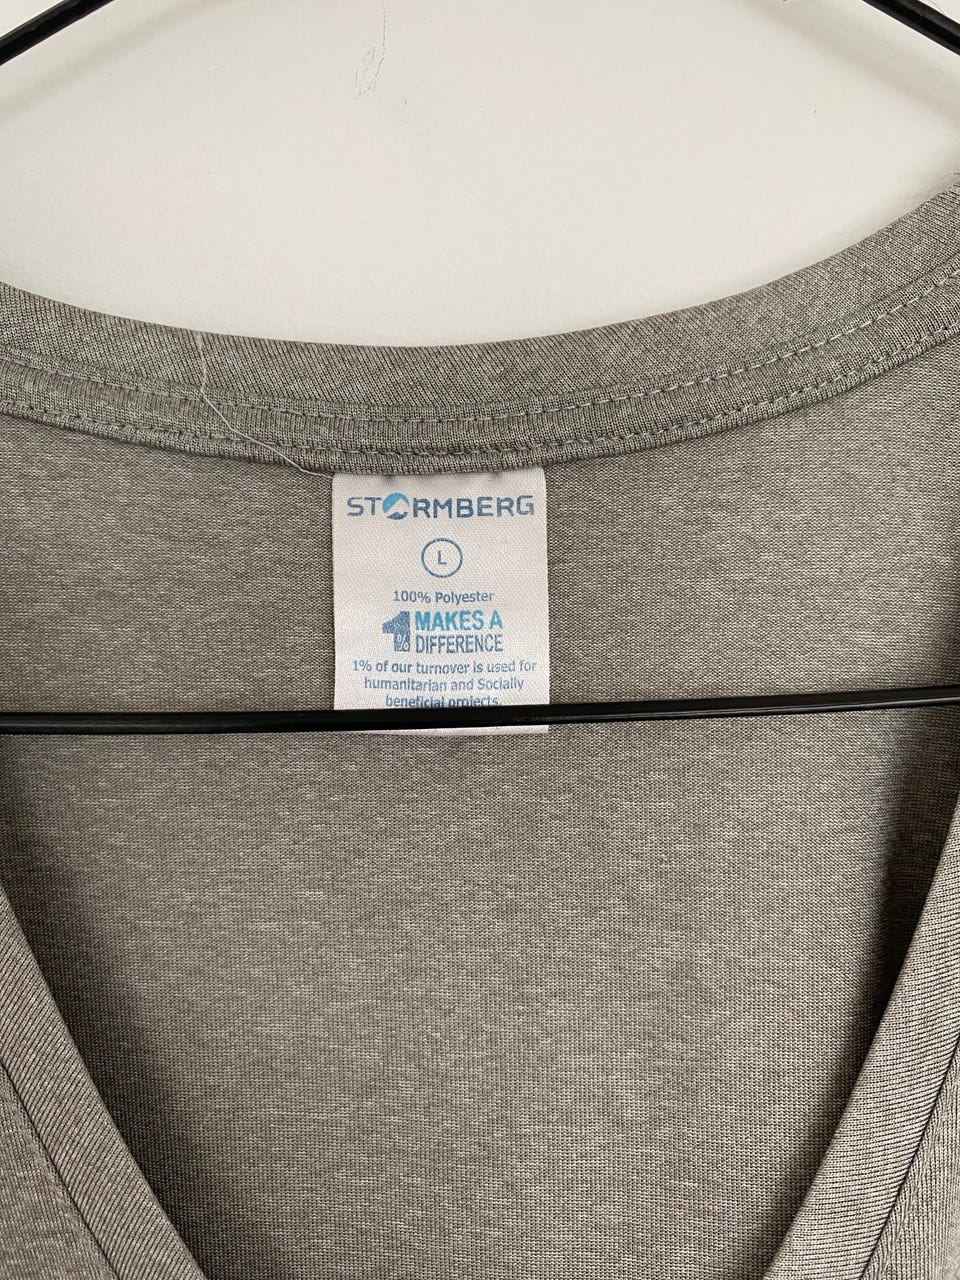 STORMBERG
L
100% Polyester
1% MAKES A
DIFFERENCE
1% of our turnover is used for
humanitarian and Socially
beneficial projects.